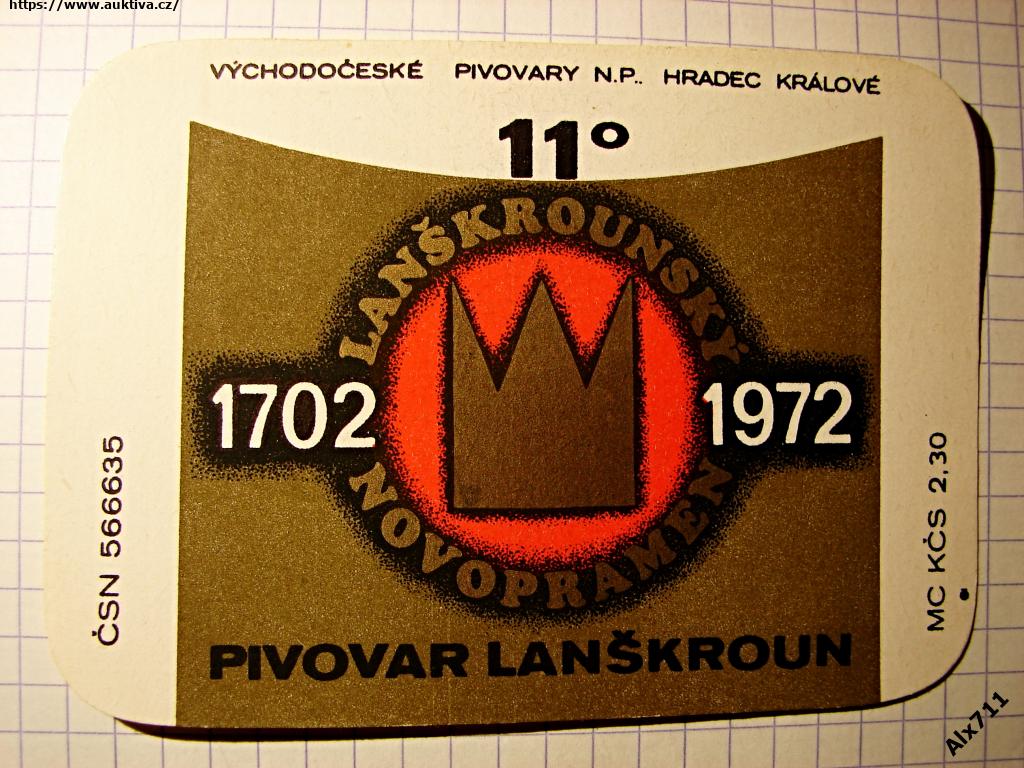 https://www.auktiva.cz/
VÝCHODOČESKÉ PIVOVARY N.P.. HRADEC KRÁLOVÉ
11°
LANŠKROUNSKÝ
1702 1972
NOVOPRAMEN
PIVOVAR LANŠKROUN
ČSN 566635
MC KČS 2,30
Alx711